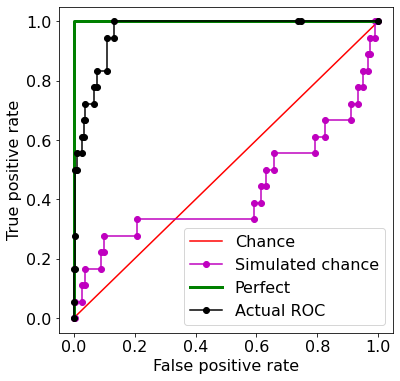 1.0
0.8
0.6
0.4
0.2
0.0
True positive rate
Chance
Simulated chance
Perfect
Actual ROC
0.0 0.2 0.4 0.6 0.8 1.0
False positive rate